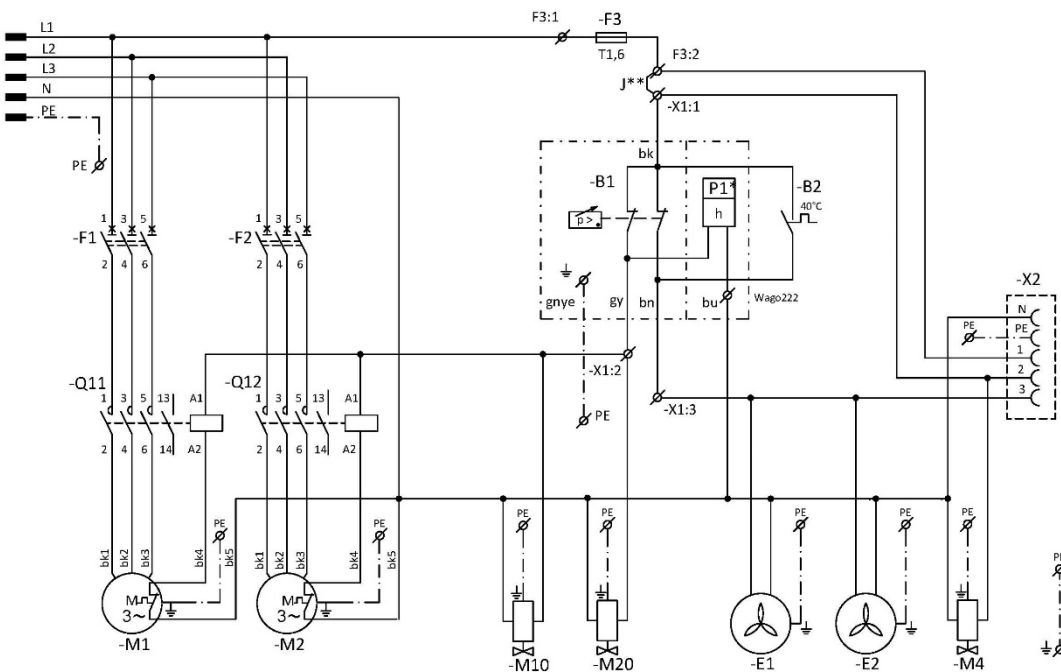 L1
L2
L3
N
PE
PE
F3:1
-F3
T1,6
F3:2
J**
-X1:1
bk
-B1
p >
P1*
h
-B2
40°C
gnye
gy
bn
bu
Wago222
-X1:2
PE
-X1:3
-X2
N
PE
PE
1
2
3
-F1
1 3 5
2 4 6
-F2
1 3 5
2 4 6
-Q11
1 3 5 13 A1
2 4 6 14 A2
-Q12
1 3 5 13 A1
2 4 6 14 A2
bk1 bk2 bk3 bk4 PE bk5
M
3~
-M1
bk1 bk2 bk3 bk4 PE bk5
M
3~
-M2
PE
-M10
PE
-M20
PE
-E1
PE
-E2
PE
-M4